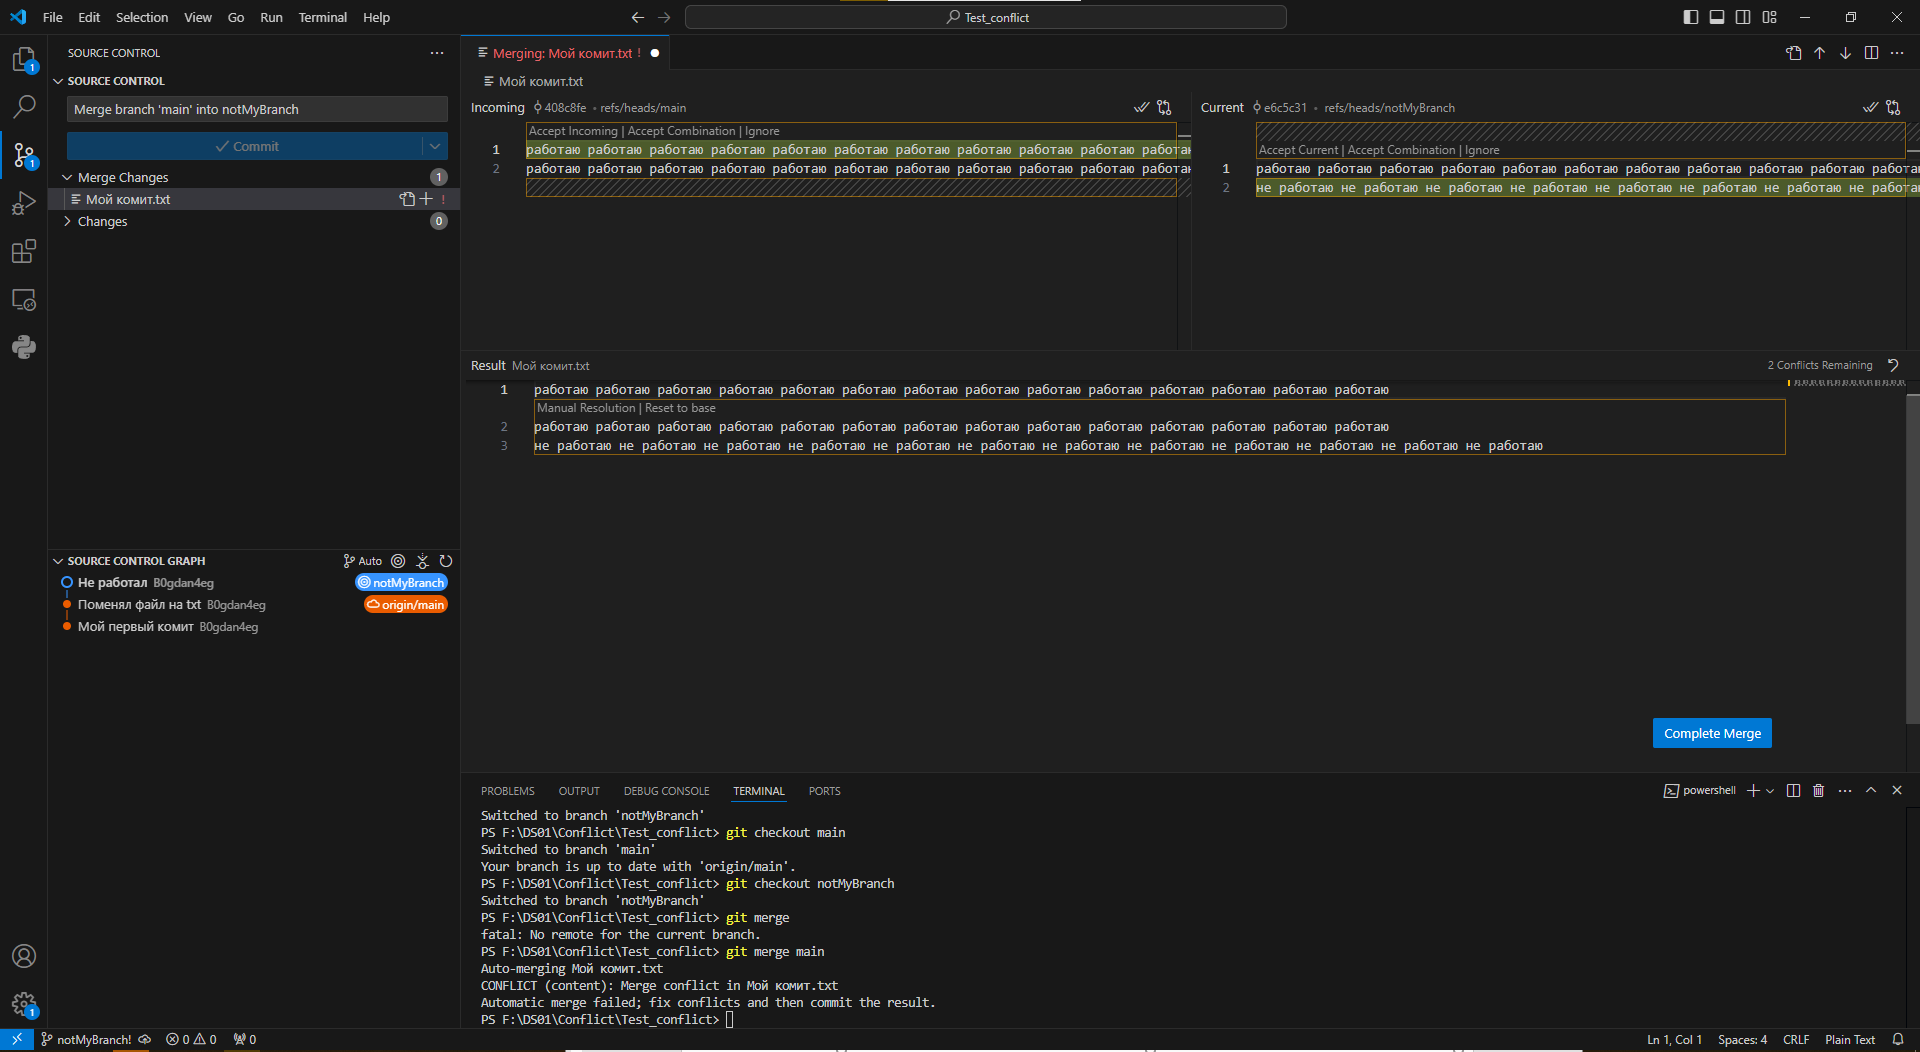 File Edit Selection View Go Run Terminal Help
Test_conflict
SOURCE CONTROL
SOURCE CONTROL
Merge branch 'main' into notMyBranch
Commit
Merge Changes 1
Мой комит.txt !
Changes 0
SOURCE CONTROL GRAPH Auto
Не работал B0gdan4eg notMyBranch
Поменял файл на txt B0gdan4eg origin/main
Мой первый комит B0gdan4eg
Merging: Мой комит.txt !
Мой комит.txt
Incoming 408c8fe • refs/heads/main
Accept Incoming | Accept Combination | Ignore
1 работаю работаю работаю работаю работаю работаю работаю работаю работаю работаю
2 работаю работаю работаю работаю работаю работаю работаю работаю работаю работаю
Current e6c5c31 • refs/heads/notMyBranch
Accept Current | Accept Combination | Ignore
1 работаю работаю работаю работаю работаю работаю работаю работаю работаю работаю
2 не работаю не работаю не работаю не работаю не работаю не работаю не работаю не
Result Мой комит.txt 2 Conflicts Remaining
1 работаю работаю работаю работаю работаю работаю работаю работаю работаю работаю работаю работаю работаю работаю
Manual Resolution | Reset to base
2 работаю работаю работаю работаю работаю работаю работаю работаю работаю работаю работаю работаю работаю работаю
3 не работаю не работаю не работаю не работаю не работаю не работаю не работаю не работаю не работаю не работаю не работаю не работаю
Complete Merge
PROBLEMS OUTPUT DEBUG CONSOLE TERMINAL PORTS powershell
Switched to branch 'notMyBranch'
PS F:\DS01\Conflict\Test_conflict> git checkout main
Switched to branch 'main'
Your branch is up to date with 'origin/main'.
PS F:\DS01\Conflict\Test_conflict> git checkout notMyBranch
Switched to branch 'notMyBranch'
PS F:\DS01\Conflict\Test_conflict> git merge
fatal: No remote for the current branch.
PS F:\DS01\Conflict\Test_conflict> git merge main
Auto-merging Мой комит.txt
CONFLICT (content): Merge conflict in Мой комит.txt
Automatic merge failed; fix conflicts and then commit the result.
PS F:\DS01\Conflict\Test_conflict>
notMyBranch! 0 0 0 Ln 1, Col 1 Spaces: 4 CRLF Plain Text